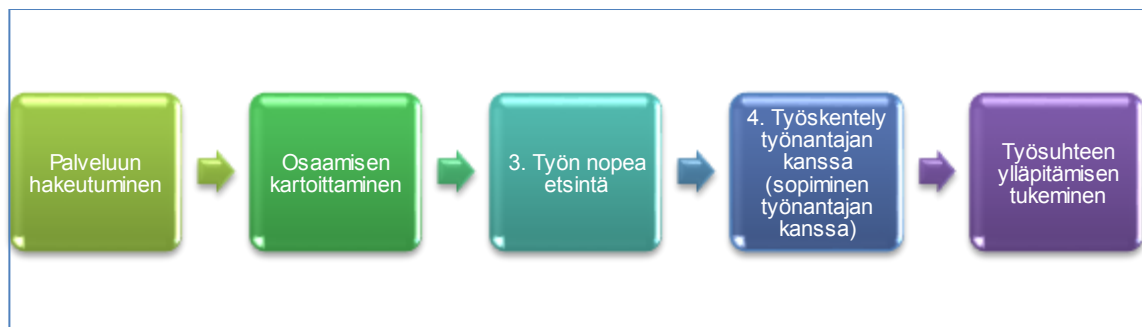 Palveluun
hakeutuminen
Osaamisen
kartoittaminen
3. Työn nopea
etsintä
4. Työskentely
työnantajan
kanssa
(sopiminen
työnantajan
kanssa)
Työsuhteen
ylläpitämisen
tukeminen